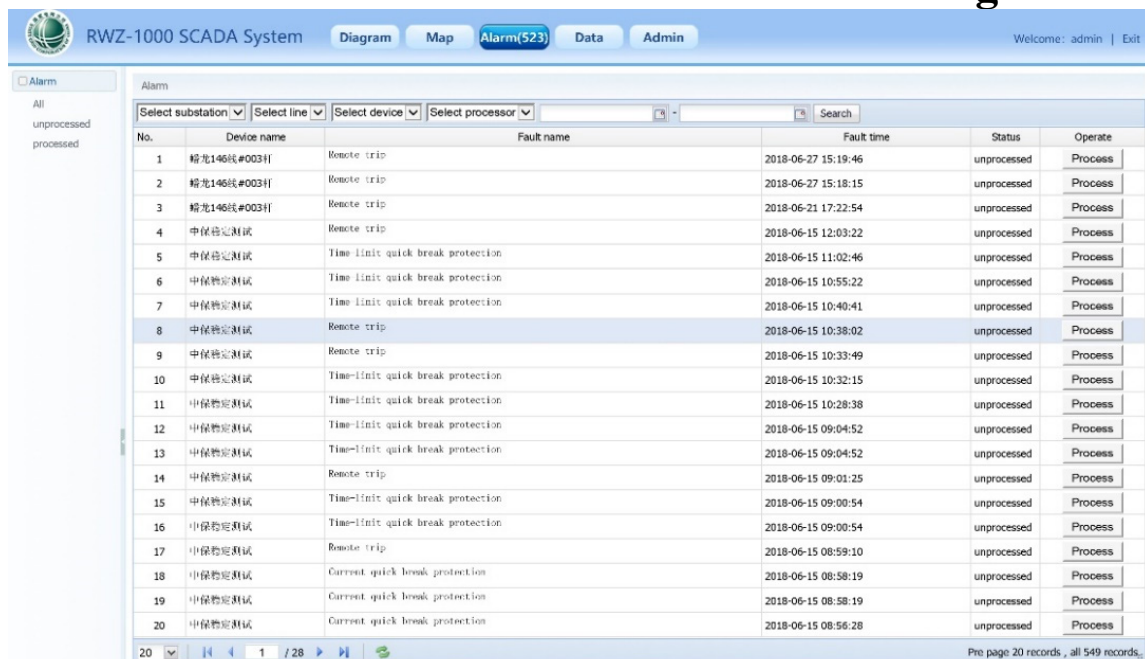 RWZ-1000 SCADA System Diagram Map Alarm(523) Data Admin Welcome: admin | Exit
Alarm
All
unprocessed
processed
Alarm
Select substation Select line Select device Select processor - Search
No. Device name Fault name Fault time Status Operate
1 146线#003杆 Remote trip 2018-06-27 15:19:46 unprocessed Process
2 146线#003杆 Remote trip 2018-06-27 15:18:15 unprocessed Process
3 146线#003杆 Remote trip 2018-06-21 17:22:54 unprocessed Process
4 中保稳定测试 Remote trip 2018-06-15 12:03:22 unprocessed Process
5 中保稳定测试 Time-limit quick break protection 2018-06-15 11:02:46 unprocessed Process
6 中保稳定测试 Time-limit quick break protection 2018-06-15 10:55:22 unprocessed Process
7 中保稳定测试 Time-limit quick break protection 2018-06-15 10:40:41 unprocessed Process
8 中保稳定测试 Remote trip 2018-06-15 10:38:02 unprocessed Process
9 中保稳定测试 Remote trip 2018-06-15 10:33:49 unprocessed Process
10 中保稳定测试 Time-limit quick break protection 2018-06-15 10:32:15 unprocessed Process
11 中保稳定测试 Time-limit quick break protection 2018-06-15 10:28:38 unprocessed Process
12 中保稳定测试 Time-limit quick break protection 2018-06-15 09:04:52 unprocessed Process
13 中保稳定测试 Time-limit quick break protection 2018-06-15 09:04:52 unprocessed Process
14 中保稳定测试 Remote trip 2018-06-15 09:01:25 unprocessed Process
15 中保稳定测试 Time-limit quick break protection 2018-06-15 09:00:54 unprocessed Process
16 中保稳定测试 Time-limit quick break protection 2018-06-15 09:00:54 unprocessed Process
17 中保稳定测试 Remote trip 2018-06-15 08:59:10 unprocessed Process
18 中保稳定测试 Current quick break protection 2018-06-15 08:58:19 unprocessed Process
19 中保稳定测试 Current quick break protection 2018-06-15 08:58:19 unprocessed Process
20 中保稳定测试 Current quick break protection 2018-06-15 08:56:28 unprocessed Process
20 1 / 28 Pre page 20 records , all 549 records